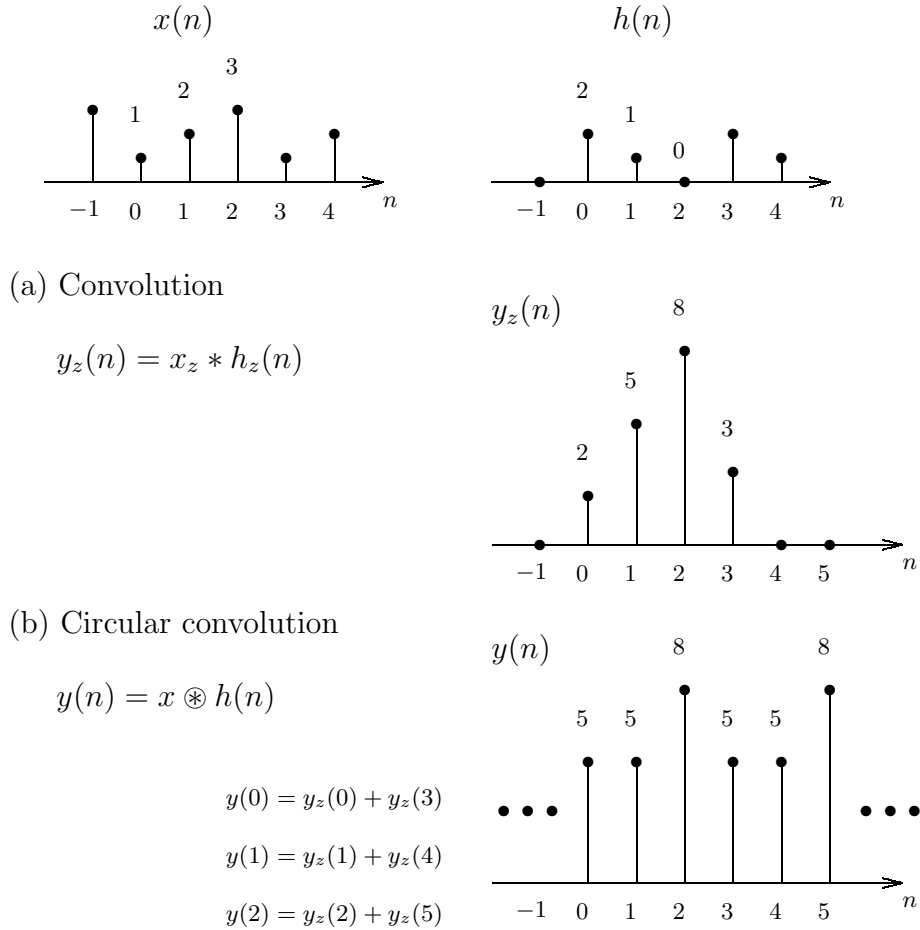 x(n) h(n)
3
2 2
1 1
0
−1 0 1 2 3 4 n −1 0 1 2 3 4 n
(a) Convolution
y_z(n) 8
y_z(n) = x_z ∗ h_z(n)
5
3
2
−1 0 1 2 3 4 5 n
(b) Circular convolution
y(n) 8 8
y(n) = x ⊛ h(n)
5 5 5 5
y(0) = y_z(0) + y_z(3)
y(1) = y_z(1) + y_z(4)
y(2) = y_z(2) + y_z(5)
−1 0 1 2 3 4 5 n